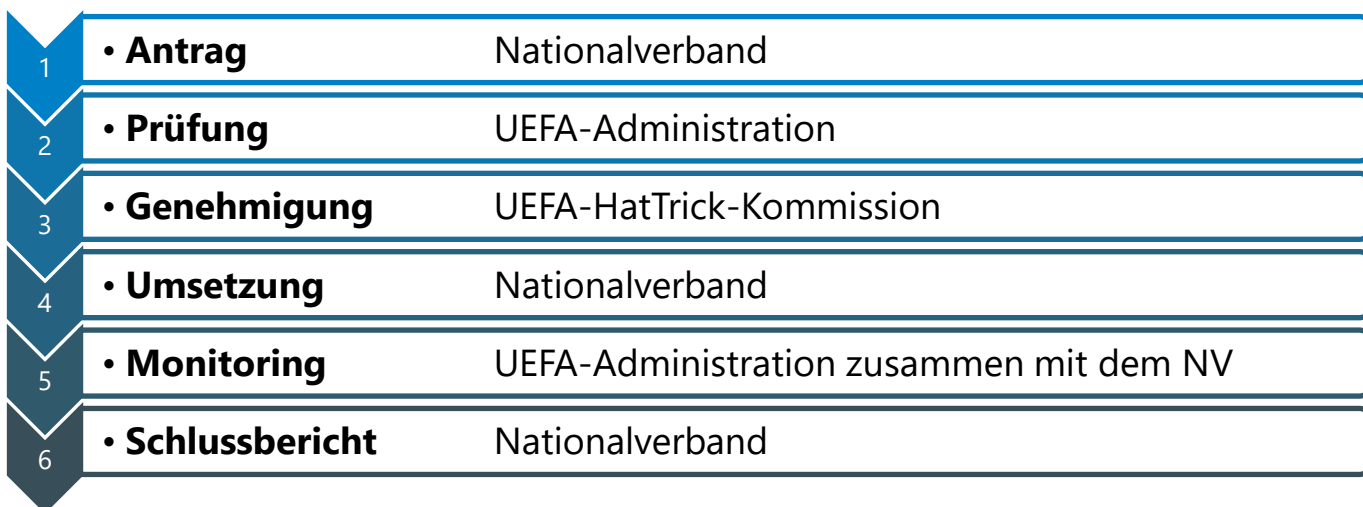 1 • Antrag Nationalverband
2 • Prüfung UEFA-Administration
3 • Genehmigung UEFA-HatTrick-Kommission
4 • Umsetzung Nationalverband
5 • Monitoring UEFA-Administration zusammen mit dem NV
6 • Schlussbericht Nationalverband